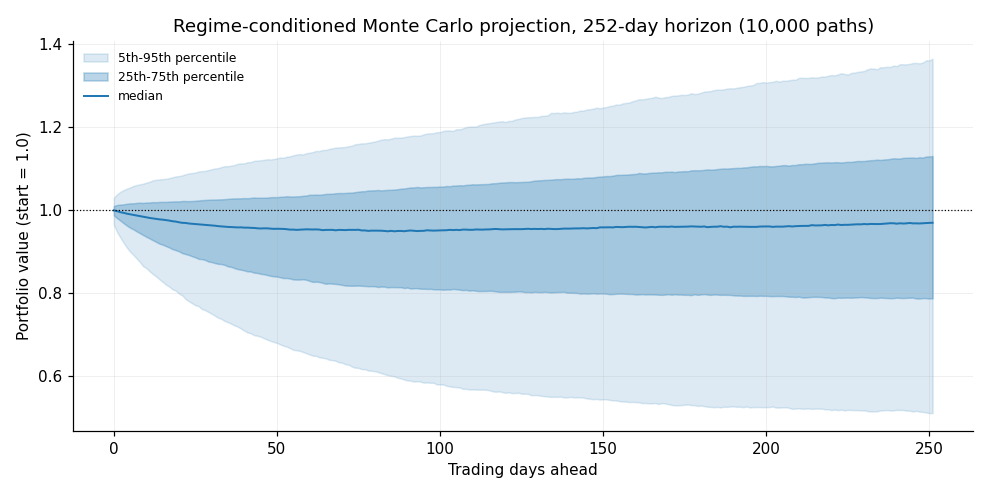 Regime-conditioned Monte Carlo projection, 252-day horizon (10,000 paths)
5th-95th percentile
25th-75th percentile
median
Portfolio value (start = 1.0)
1.4
1.2
1.0
0.8
0.6
0
50
100
150
200
250
Trading days ahead